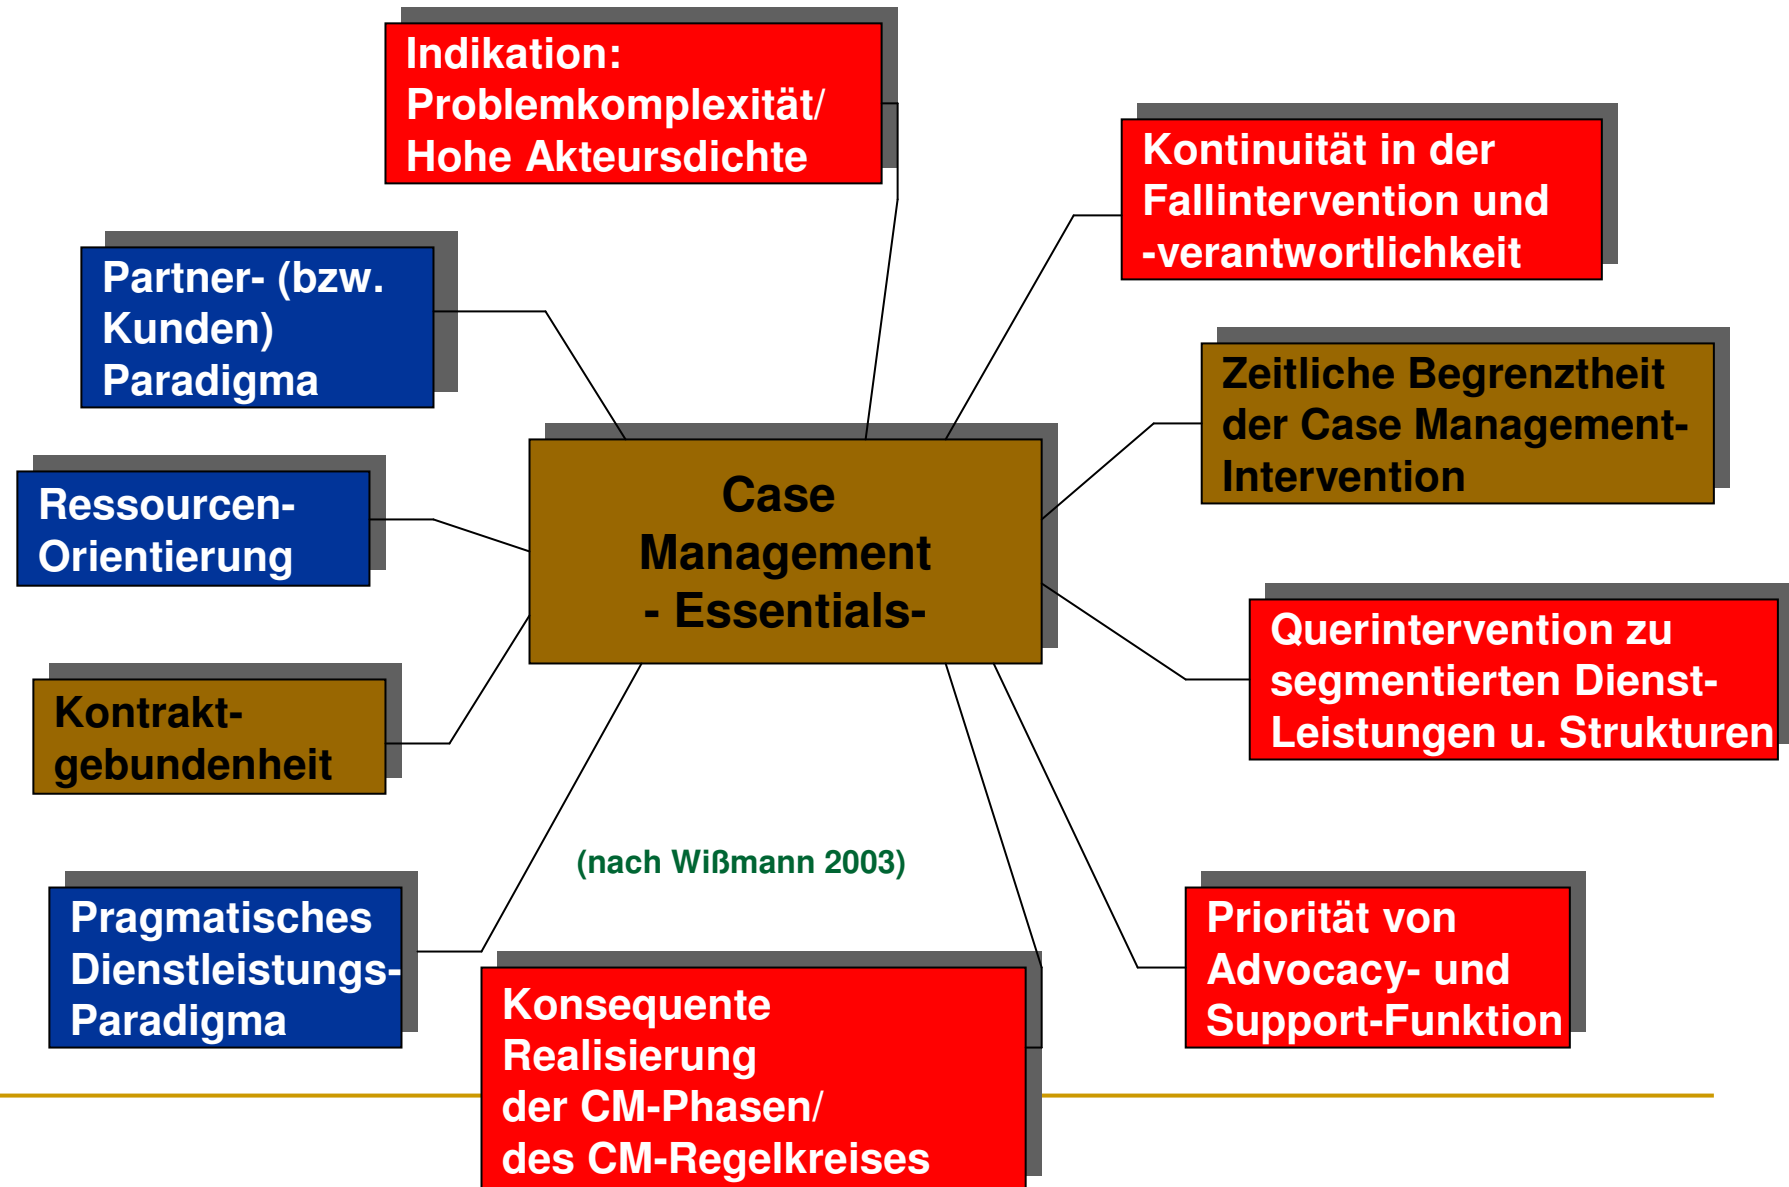 Indikation:
Problemkomplexität/
Hohe Akteursdichte
Kontinuität in der
Fallintervention und
-verantwortlichkeit
Partner- (bzw.
Kunden)
Paradigma
Zeitliche Begrenztheit
der Case Management-
Intervention
Case
Management
- Essentials-
Ressourcen-
Orientierung
Querintervention zu
segmentierten Dienst-
Leistungen u. Strukturen
Kontrakt-
gebundenheit
(nach Wißmann 2003)
Pragmatisches
Dienstleistungs-
Paradigma
Priorität von
Advocacy- und
Support-Funktion
Konsequente
Realisierung
der CM-Phasen/
des CM-Regelkreises